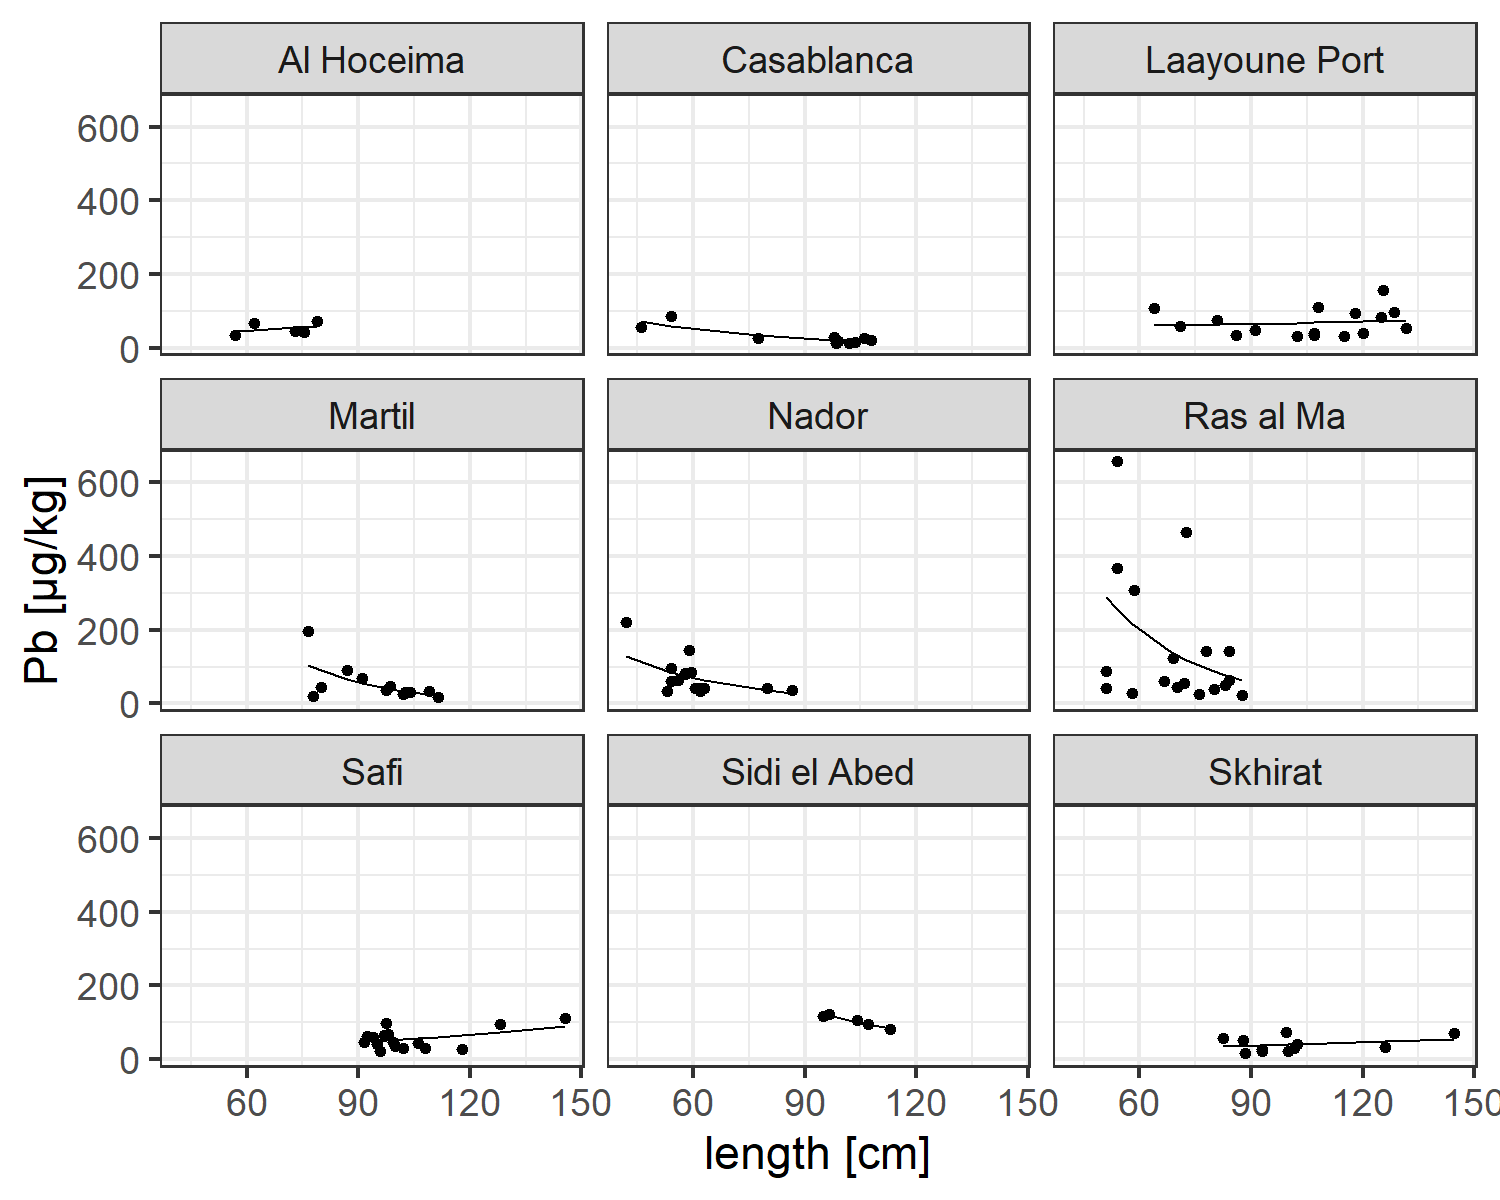 Al Hoceima Casablanca Laayoune Port
600
400
200
0
Martil Nador Ras al Ma
600
400
200
0
Pb [µg/kg]
Safi Sidi el Abed Skhirat
600
400
200
0
60 90 120 150 60 90 120 150 60 90 120 150
length [cm]